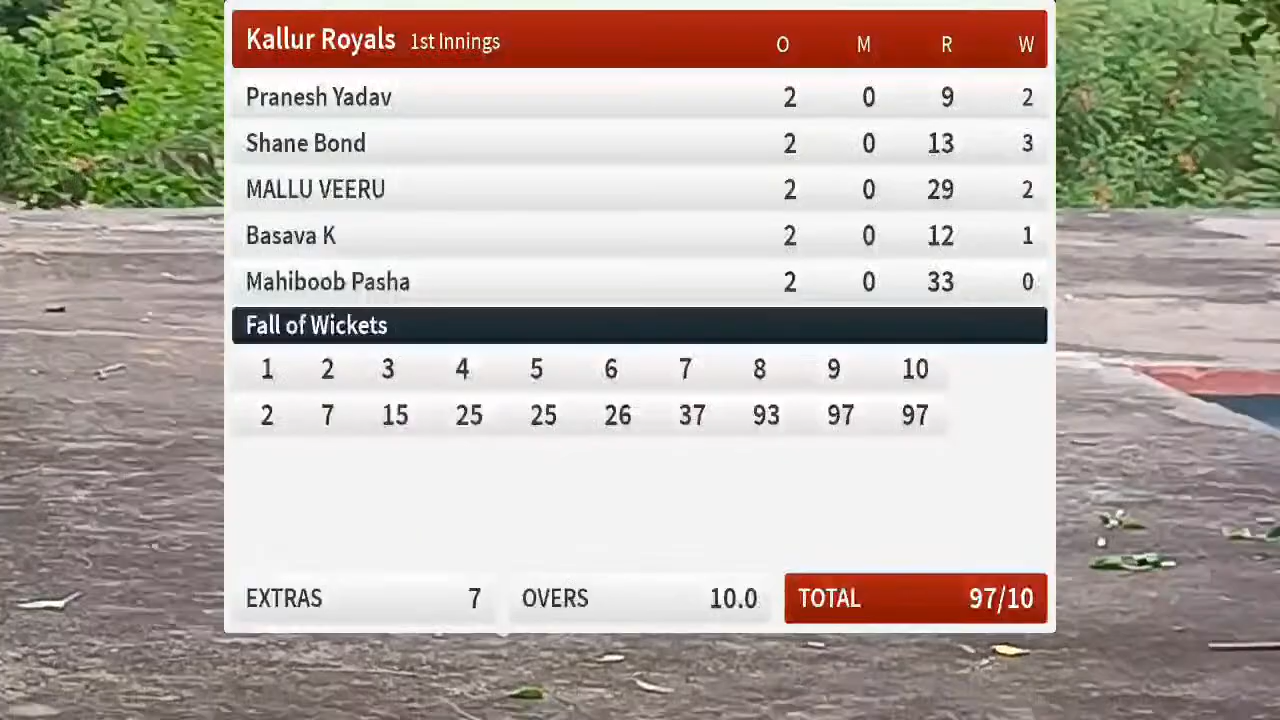 Kallur Royals 1st Innings O M R W
Pranesh Yadav 2 0 9 2
Shane Bond 2 0 13 3
MALLU VEERU 2 0 29 2
Basava K 2 0 12 1
Mahiboob Pasha 2 0 33 0
Fall of Wickets
1 2 3 4 5 6 7 8 9 10
2 7 15 25 25 26 37 93 97 97
EXTRAS 7 OVERS 10.0 TOTAL 97/10